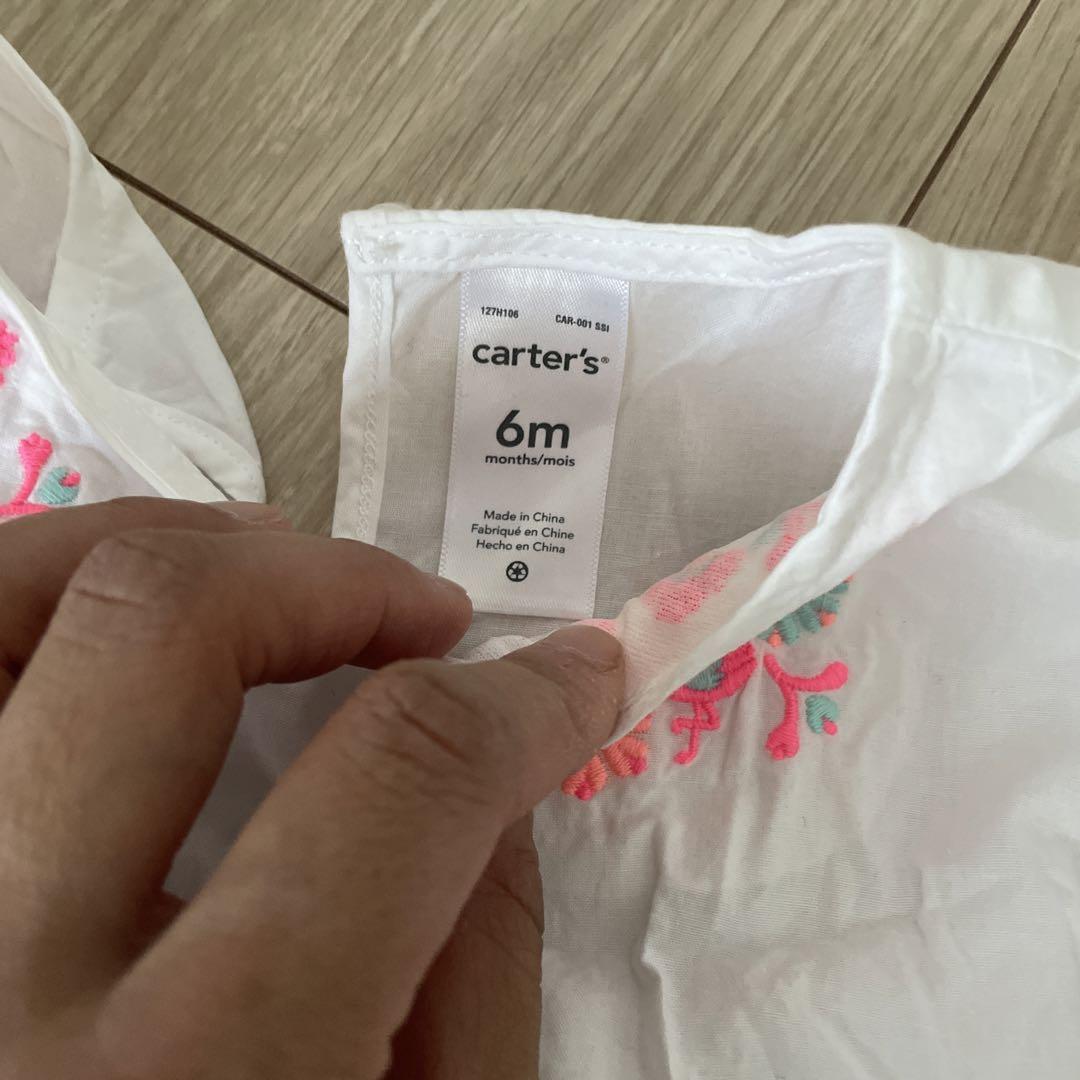 127H106 CAR-001 SSI
carter's®
6m
months/mois
Made in China
Fabriqué en Chine
Hecho en China